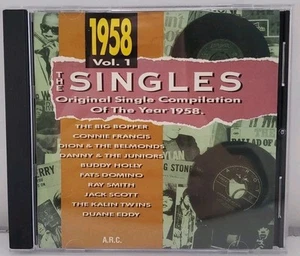 1958
Vol. 1
THE
SINGLES
Original Single Compilation
Of The Year 1958.
THE BIG BOPPER
CONNIE FRANCIS
DION & THE BELMONDS
DANNY & THE JUNIORS
BUDDY HOLLY
FATS DOMINO
RAY SMITH
JACK SCOTT
THE KALIN TWINS
DUANE EDDY
A.R.C.